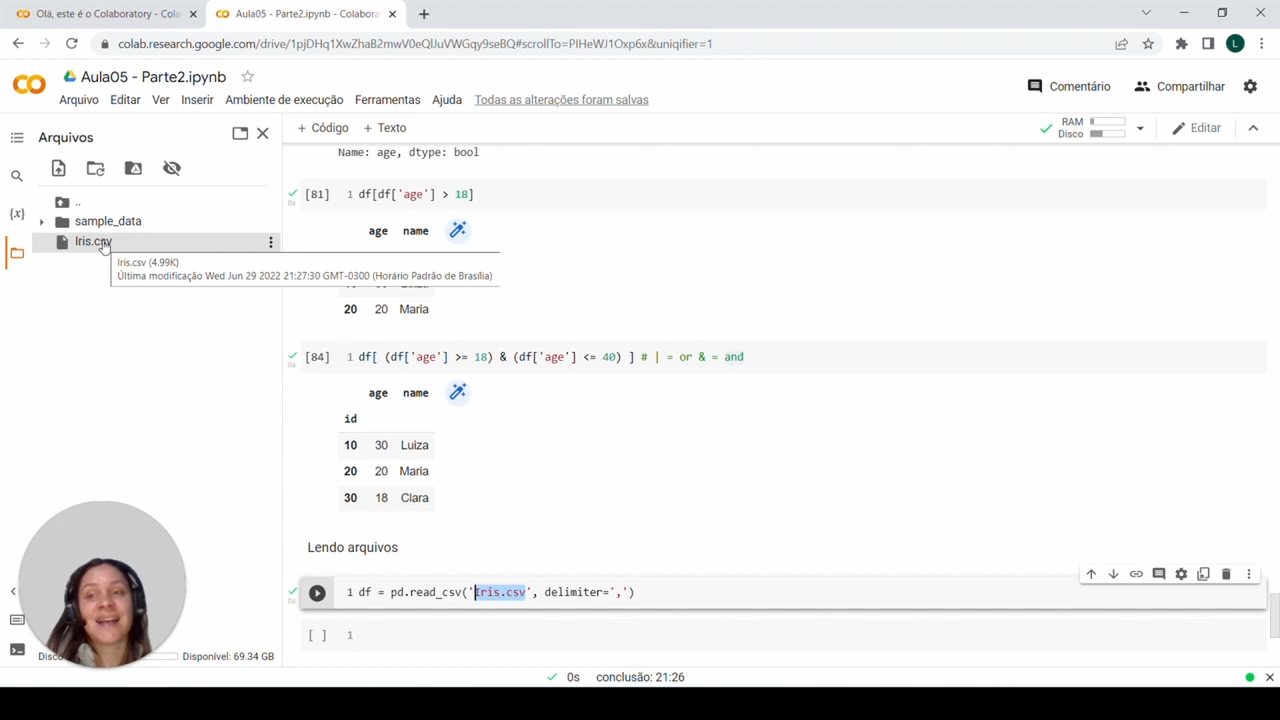 Olá, este é o Colaboratory - Cola
Aula05 - Parte2.ipynb - Colabora
colab.research.google.com/drive/1pjDHq1XwZhaB2mwV0eQlJuVWGqy9seBQ#scrollTo=PIHeWJ1Oxp6x&uniqifier=1
L
Aula05 - Parte2.ipynb
Arquivo Editar Ver Inserir Ambiente de execução Ferramentas Ajuda Todas as alterações foram salvas
Comentário
Compartilhar
Arquivos
+ Código + Texto
RAM
Disco
Editar
..
sample_data
Iris.csv
Iris.csv (4.99K)
Última modificação Wed Jun 29 2022 21:27:30 GMT-0300 (Horário Padrão de Brasília)
{x}
Name: age, dtype: bool
[81] 1 df[df['age'] > 18]
0s
age name
20 20 Maria
[84] 1 df[ (df['age'] >= 18) & (df['age'] <= 40) ] # | = or & = and
0s
age name
id
10 30 Luiza
20 20 Maria
30 18 Clara
Lendo arquivos
1 df = pd.read_csv('Iris.csv', delimiter=',')
0s
[ ] 1
Disponível: 69.34 GB
0s conclusão: 21:26